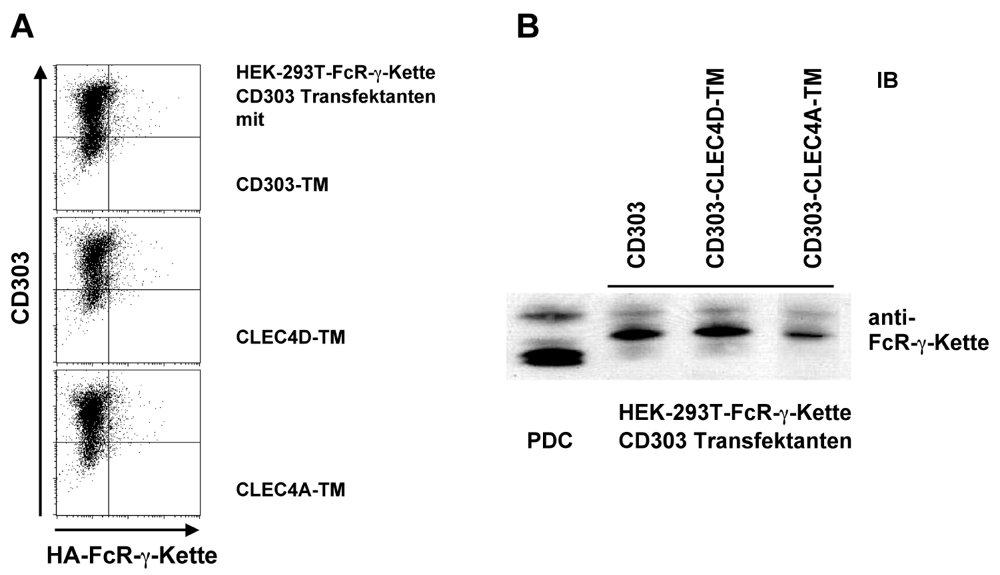 A
HEK-293T-FcR-γ-Kette
CD303 Transfektanten
mit
CD303-TM
CLEC4D-TM
CLEC4A-TM
CD303
HA-FcR-γ-Kette
B
CD303
CD303-CLEC4D-TM
CD303-CLEC4A-TM
IB
anti-
FcR-γ-Kette
PDC
HEK-293T-FcR-γ-Kette
CD303 Transfektanten